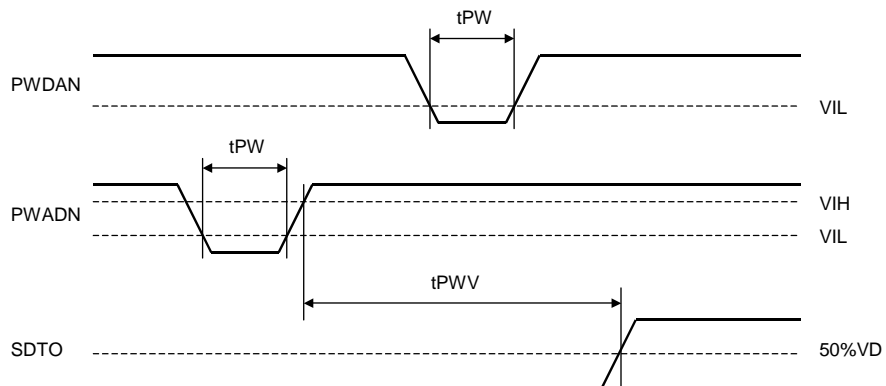 tPW
PWDAN
VIL
tPW
PWADN
VIH
VIL
tPWV
SDTO
50%VD